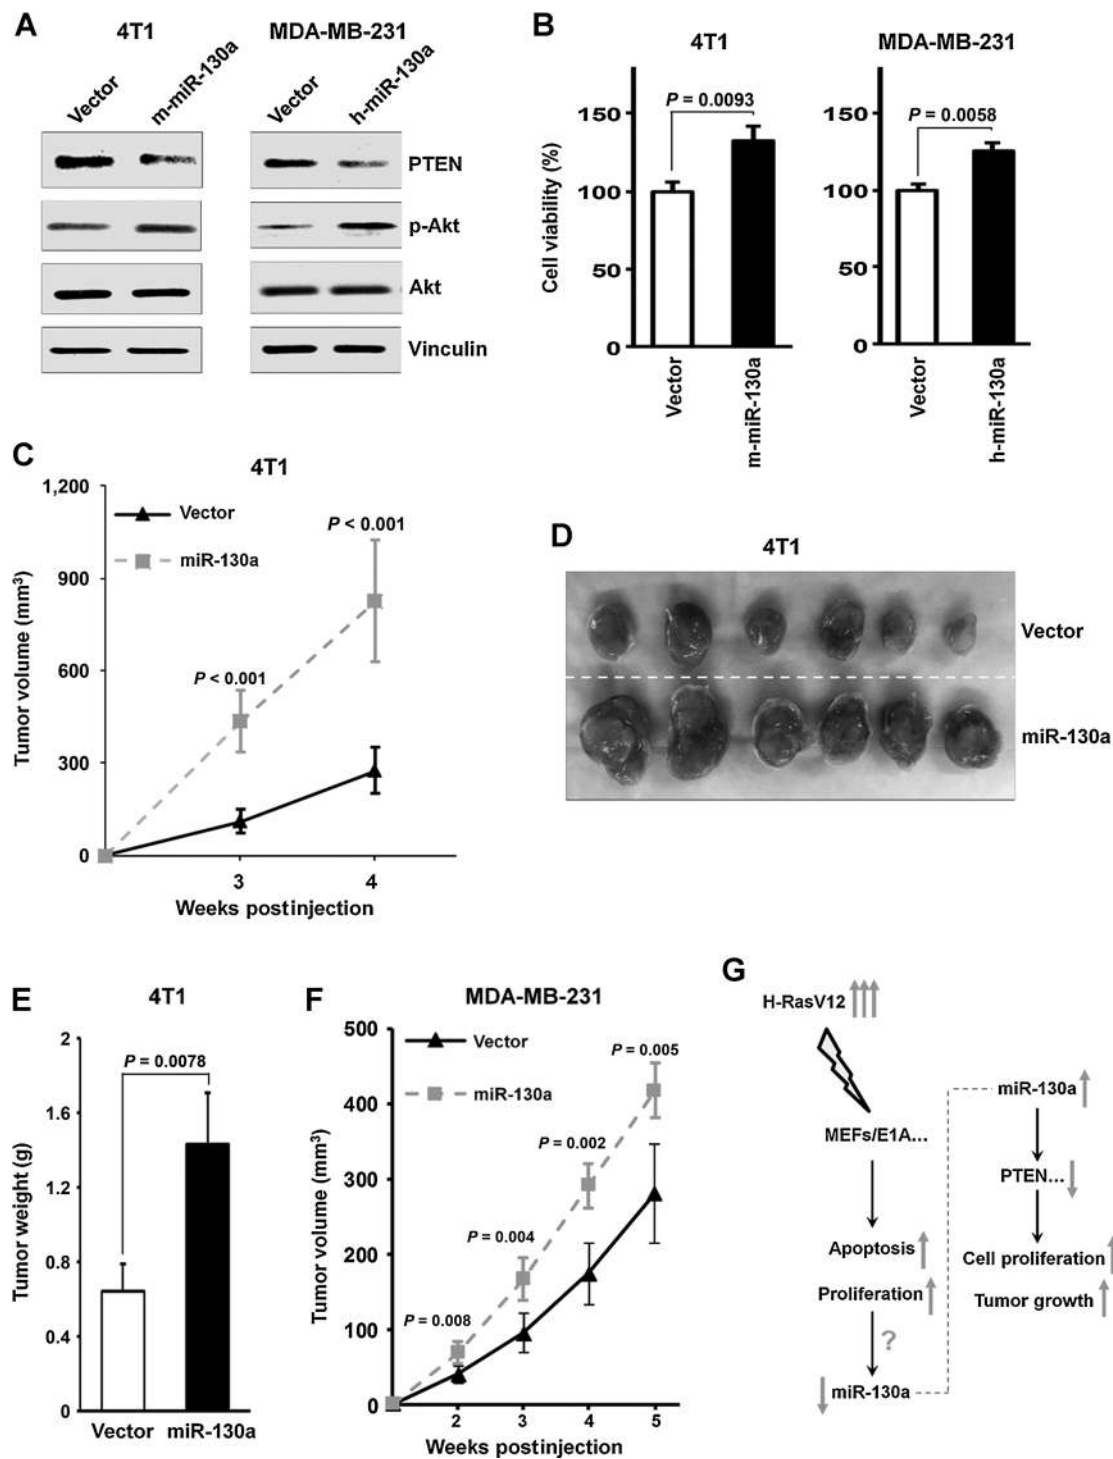 A
4T1
MDA-MB-231
Vector
m-miR-130a
Vector
h-miR-130a
PTEN
p-Akt
Akt
Vinculin
B
4T1
MDA-MB-231
Cell viability (%)
150
100
50
0
P = 0.0093
Vector
m-miR-130a
150
100
50
0
P = 0.0058
Vector
h-miR-130a
C
4T1
Tumor volume (mm³)
1,200
900
600
300
0
Vector
miR-130a
P < 0.001
P < 0.001
3
4
Weeks postinjection
D
4T1
Vector
miR-130a
E
4T1
Tumor weight (g)
2
1.6
1.2
0.8
0.4
0
P = 0.0078
Vector
miR-130a
F
MDA-MB-231
Tumor volume (mm³)
500
400
300
200
100
0
Vector
miR-130a
P = 0.008
P = 0.004
P = 0.002
P = 0.005
2
3
4
5
Weeks postinjection
G
H-RasV12
MEFs/E1A...
Apoptosis
Proliferation
?
miR-130a
miR-130a
PTEN...
Cell proliferation
Tumor growth